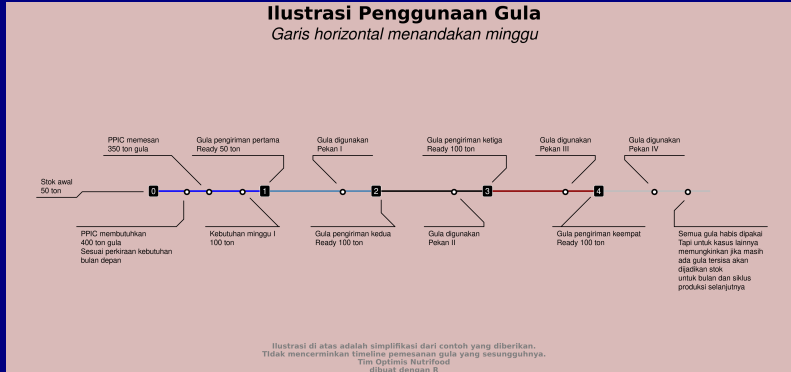 Ilustrasi Penggunaan Gula
Garis horizontal menandakan minggu
PPIC memesan
350 ton gula
Gula pengiriman pertama
Ready 50 ton
Gula digunakan
Pekan I
Gula pengiriman ketiga
Ready 100 ton
Gula digunakan
Pekan III
Gula digunakan
Pekan IV
Stok awal
50 ton
0
1
2
3
4
PPIC membutuhkan
400 ton gula
Sesuai perkiraan kebutuhan
bulan depan
Kebutuhan minggu I
100 ton
Gula pengiriman kedua
Ready 100 ton
Gula digunakan
Pekan II
Gula pengiriman keempat
Ready 100 ton
Semua gula habis dipakai
Tapi untuk kasus lainnya
memungkinkan jika masih
ada gula tersisa akan
dijadikan stok
untuk bulan dan siklus
produksi selanjutnya
Ilustrasi di atas adalah simplifikasi dari contoh yang diberikan.
TIdak mencerminkan timeline pemesanan gula yang sesungguhnya.
Tim Optimis Nutrifood
dibuat dengan R